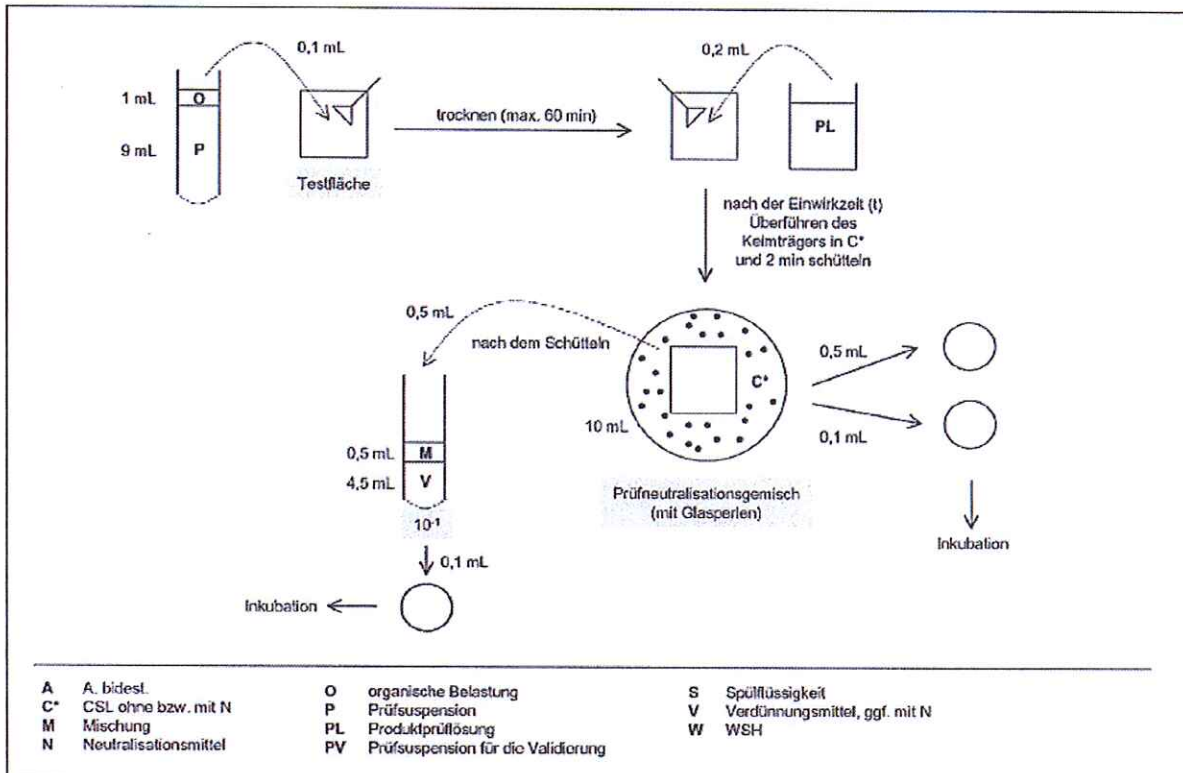 0,1 mL
0,2 mL
1 mL
O
9 mL
P
Testfläche
trocknen (max. 60 min)
PL
nach der Einwirkzeit (t)
Überführen des
Keimträgers in C*
und 2 min schütteln
0,5 mL
nach dem Schütteln
C*
10 mL
0,5 mL
0,1 mL
0,5 mL
M
4,5 mL
V
10⁻¹
Prüfneutralisationsgemisch
(mit Glasperlen)
Inkubation
0,1 mL
Inkubation
A A. bidest.
C* CSL ohne bzw. mit N
M Mischung
N Neutralisationsmittel
O organische Belastung
P Prüfsuspension
PL Produktprüflösung
PV Prüfsuspension für die Validierung
S Spülflüssigkeit
V Verdünnungsmittel, ggf. mit N
W WSH